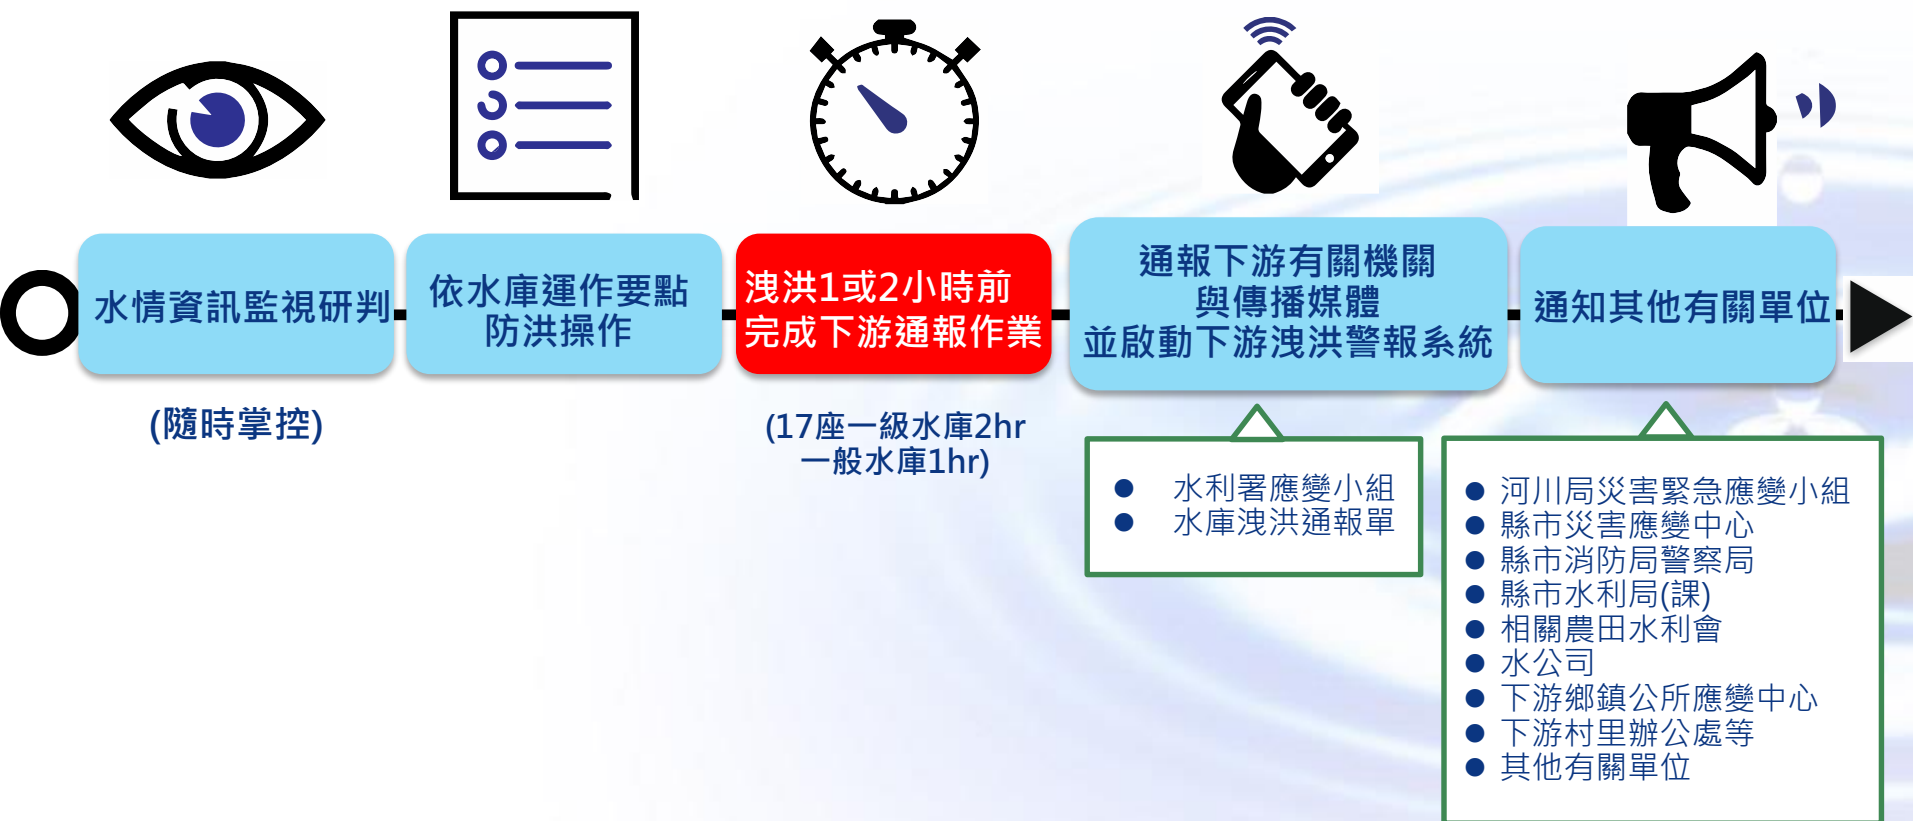 水情資訊監視研判
(隨時掌控)
依水庫運作要點
防洪操作
洩洪1或2小時前
完成下游通報作業
(17座一級水庫2hr
一般水庫1hr)
通報下游有關機關
與傳播媒體
並啟動下游洩洪警報系統
● 水利署應變小組
● 水庫洩洪通報單
通知其他有關單位
● 河川局災害緊急應變小組
● 縣市災害應變中心
● 縣市消防局警察局
● 縣市水利局(課)
● 相關農田水利會
● 水公司
● 下游鄉鎮公所應變中心
● 下游村里辦公處等
● 其他有關單位